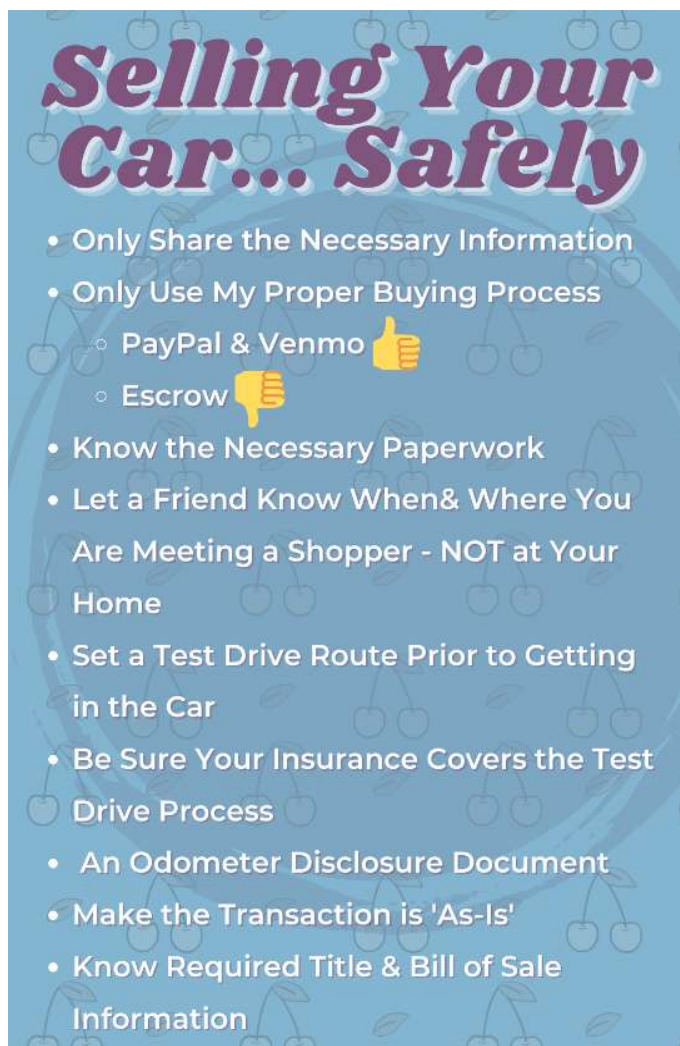 Selling Your
Car... Safely
• Only Share the Necessary Information
• Only Use My Proper Buying Process
◦ PayPal & Venmo 👍
◦ Escrow 👎
• Know the Necessary Paperwork
• Let a Friend Know When& Where You
Are Meeting a Shopper - NOT at Your
Home
• Set a Test Drive Route Prior to Getting
in the Car
• Be Sure Your Insurance Covers the Test
Drive Process
• An Odometer Disclosure Document
• Make the Transaction is 'As-Is'
• Know Required Title & Bill of Sale
Information